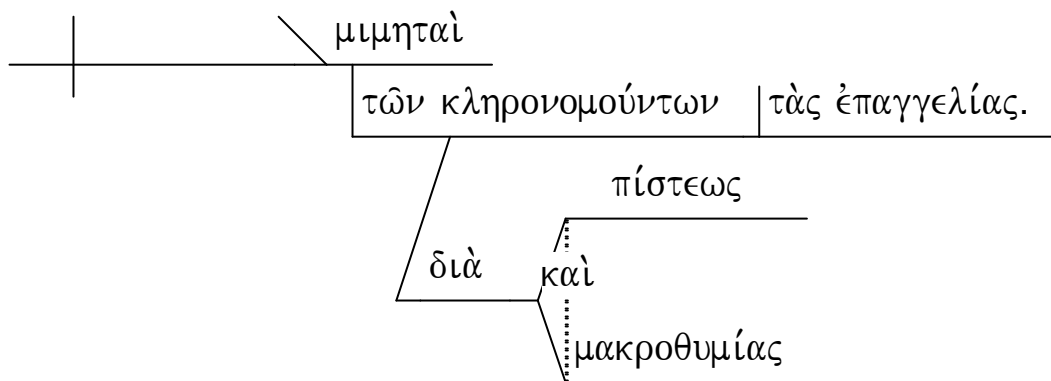 μιμηταὶ
τῶν κληρονομούντων τὰς ἐπαγγελίας.
πίστεως
διὰ καὶ
μακροθυμίας